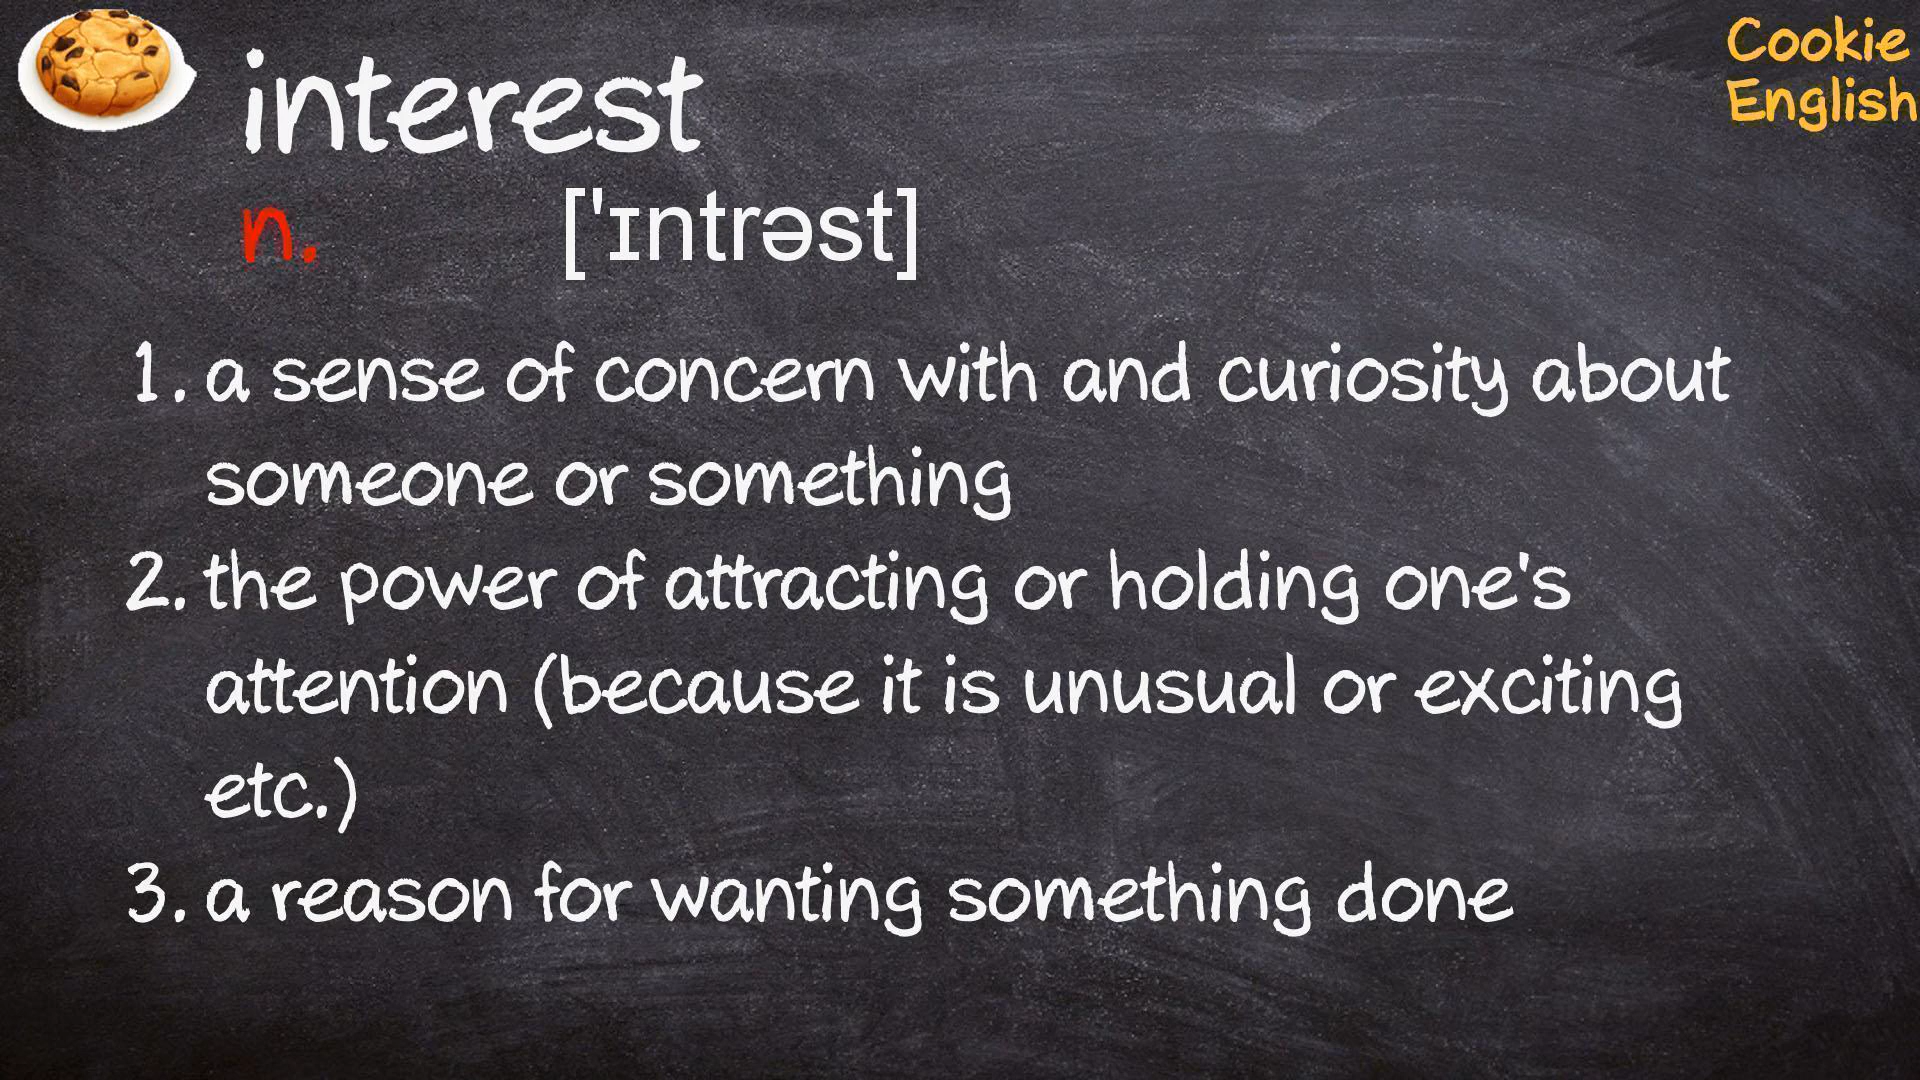 interest
Cookie
English
n. ['ɪntrəst]
1. a sense of concern with and curiosity about
someone or something
2. the power of attracting or holding one's
attention (because it is unusual or exciting
etc.)
3. a reason for wanting something done